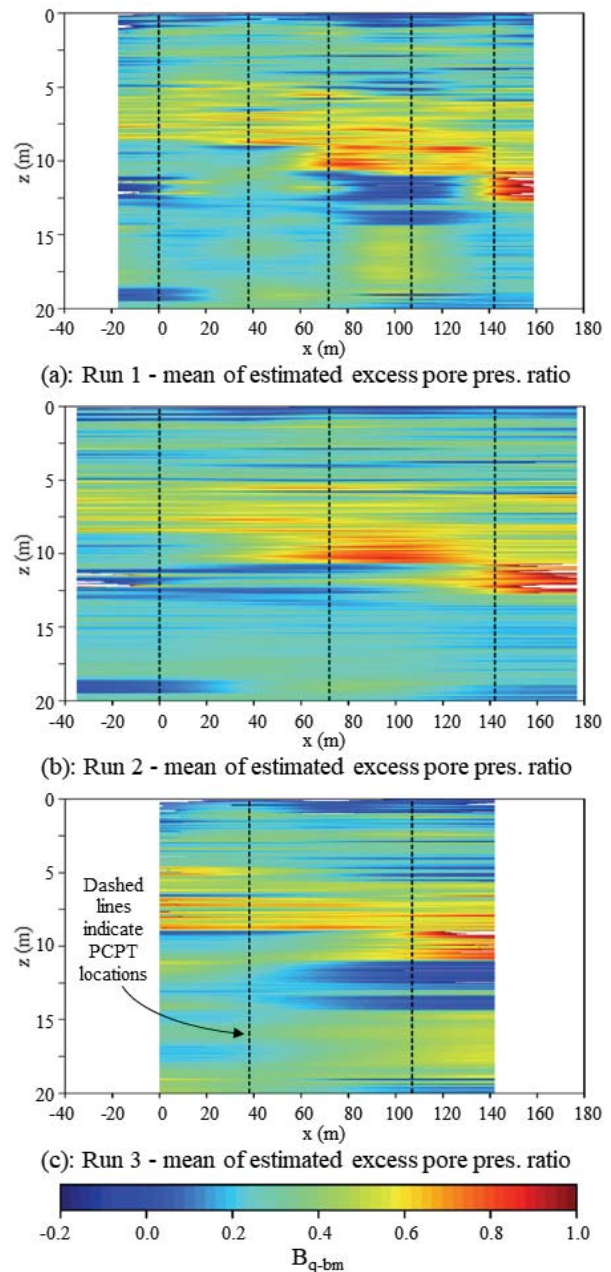 0
5
10
15
20
z (m)
-40 -20 0 20 40 60 80 100 120 140 160 180
x (m)
(a): Run 1 - mean of estimated excess pore pres. ratio
0
5
10
15
20
z (m)
-40 -20 0 20 40 60 80 100 120 140 160 180
x (m)
(b): Run 2 - mean of estimated excess pore pres. ratio
0
5
10
15
20
z (m)
Dashed
lines
indicate
PCPT
locations
-40 -20 0 20 40 60 80 100 120 140 160 180
x (m)
(c): Run 3 - mean of estimated excess pore pres. ratio
-0.2 0.0 0.2 0.4 0.6 0.8 1.0
Bq-bm